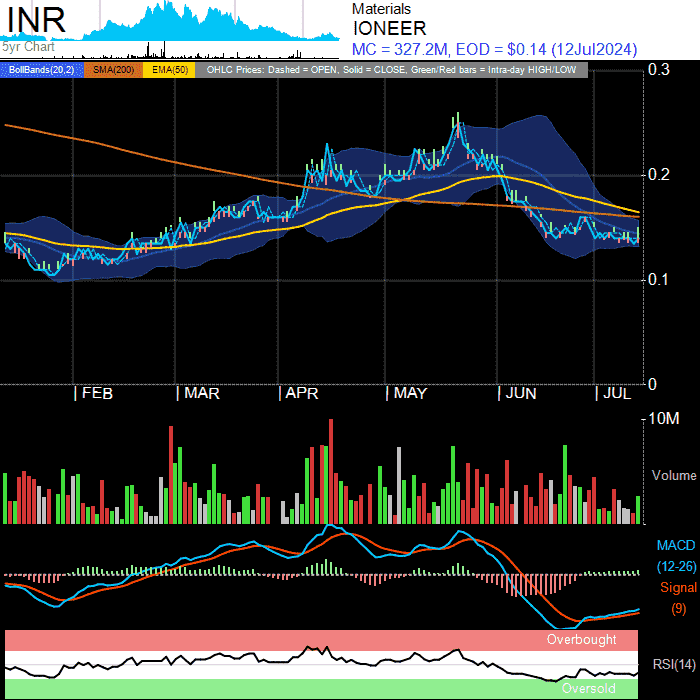 INR
5yr Chart
Materials
IONEER
MC = 327.2M, EOD = $0.14 (12Jul2024)
BollBands(20,2) SMA(200) EMA(50) OHLC Prices: Dashed = OPEN, Solid = CLOSE, Green/Red bars = Intra-day HIGH/LOW
0.3
0.2
0.1
0
| FEB | MAR | APR | MAY | JUN | JUL
10M
Volume
MACD
(12-26)
Signal
(9)
Overbought
RSI(14)
Oversold